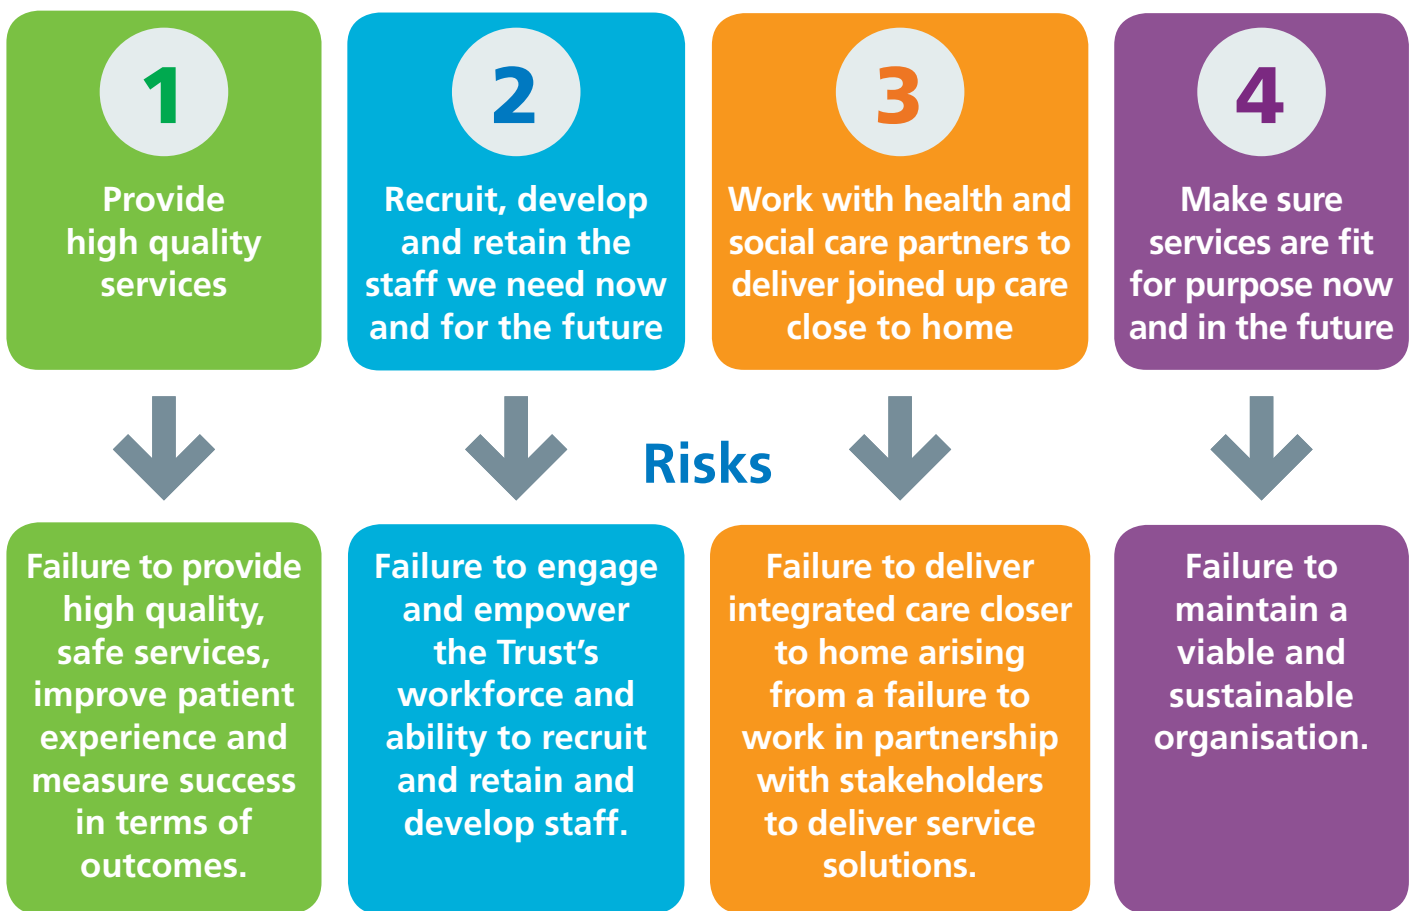 1
Provide
high quality
services
2
Recruit, develop
and retain the
staff we need now
and for the future
3
Work with health and
social care partners to
deliver joined up care
close to home
4
Make sure
services are fit
for purpose now
and in the future
Risks
Failure to provide
high quality,
safe services,
improve patient
experience and
measure success
in terms of
outcomes.
Failure to engage
and empower
the Trust’s
workforce and
ability to recruit
and retain and
develop staff.
Failure to deliver
integrated care closer
to home arising
from a failure to
work in partnership
with stakeholders
to deliver service
solutions.
Failure to
maintain a
viable and
sustainable
organisation.